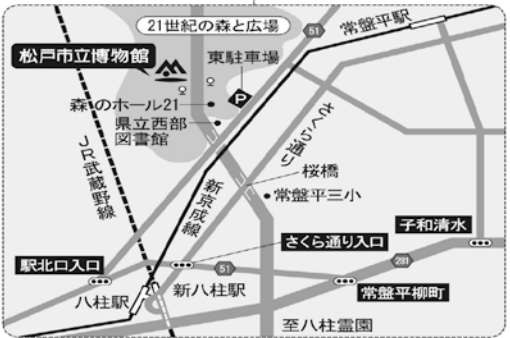 21世紀の森と広場
51
常盤平駅
松戸市立博物館
東駐車場
P
森のホール21
県立西部
図書館
さくら通り
JR武蔵野線
新京成線
桜橋
常盤平三小
子和清水
さくら通り入口
駅北口入口
51
281
八柱駅
新八柱駅
常盤平柳町
至八柱霊園